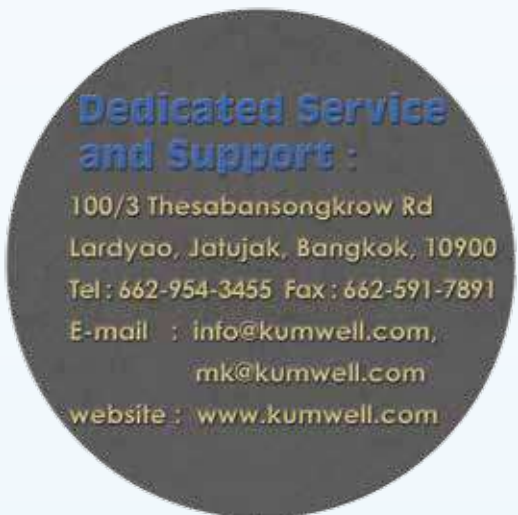 Dedicated Service
and Support :
100/3 Thesabansongkrow Rd
Lardyao, Jatujak, Bangkok, 10900
Tel : 662-954-3455 Fax : 662-591-7891
E-mail : info@kumwell.com,
mk@kumwell.com
website : www.kumwell.com